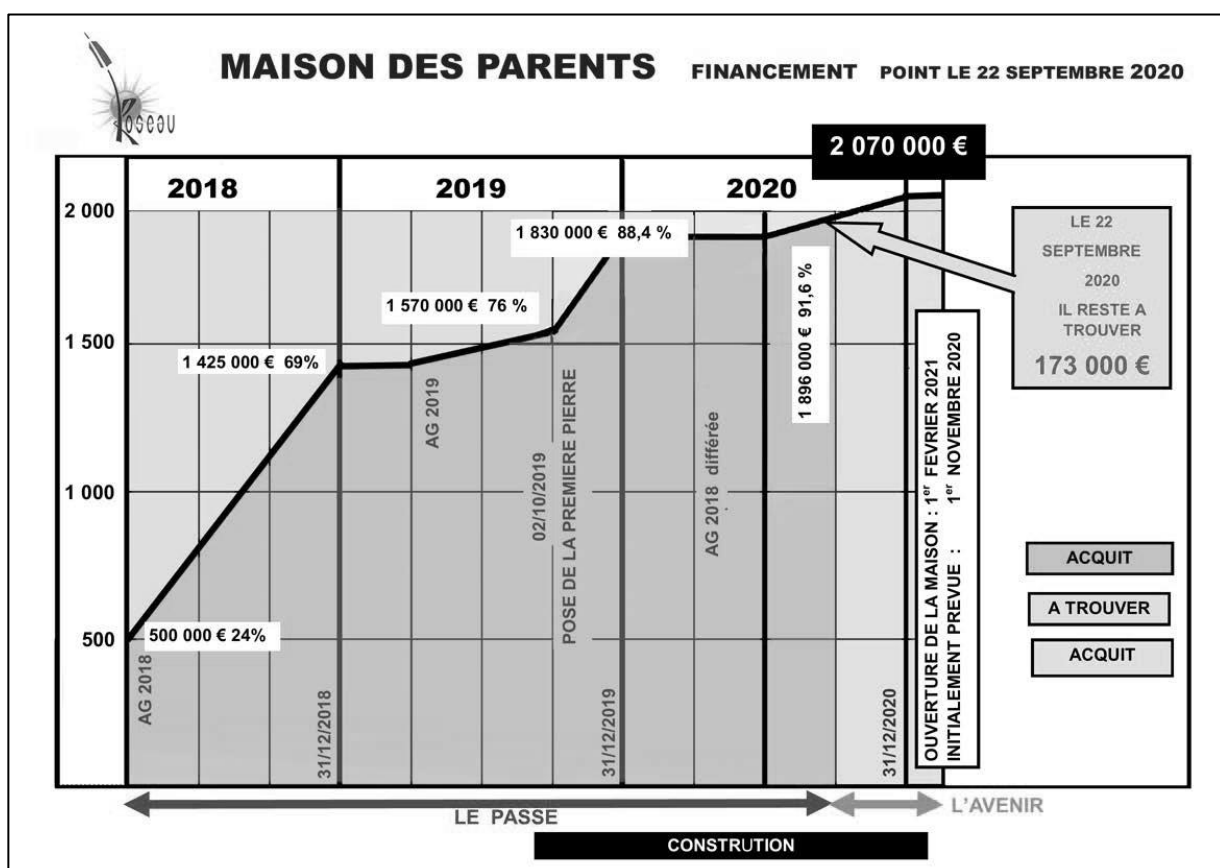 Roseau
MAISON DES PARENTS FINANCEMENT POINT LE 22 SEPTEMBRE 2020
2 070 000 €
2018
2019
2020
2 000
1 500
1 000
500
500 000 € 24%
1 425 000 € 69%
1 570 000 € 76 %
1 830 000 € 88,4 %
1 896 000 € 91,6 %
AG 2018
31/12/2018
AG 2019
02/10/2019
POSE DE LA PREMIERE PIERRE
31/12/2019
AG 2018 différée
31/12/2020
OUVERTURE DE LA MAISON : 1er FEVRIER 2021
INITIALEMENT PREVUE : 1er NOVEMBRE 2020
LE 22
SEPTEMBRE
2020
IL RESTE A
TROUVER
173 000 €
ACQUIT
A TROUVER
ACQUIT
LE PASSE
L'AVENIR
CONSTRUTION